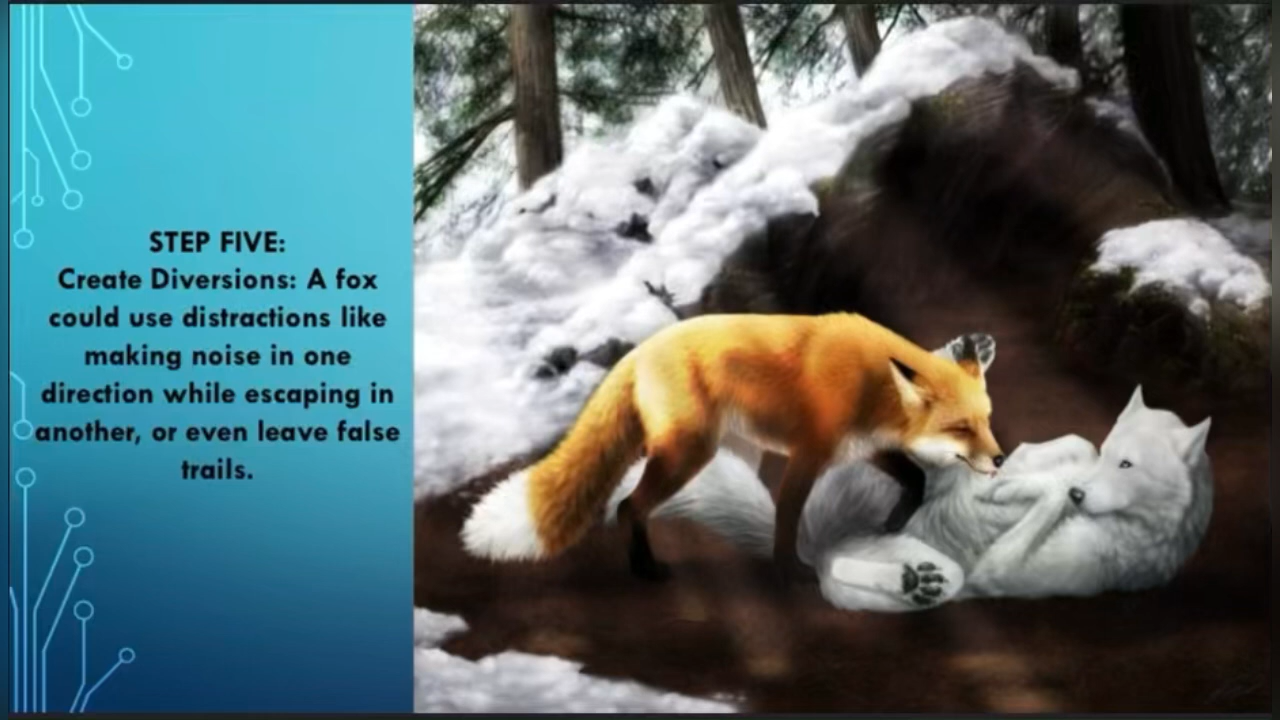 STEP FIVE:
Create Diversions: A fox
could use distractions like
making noise in one
direction while escaping in
another, or even leave false
trails.